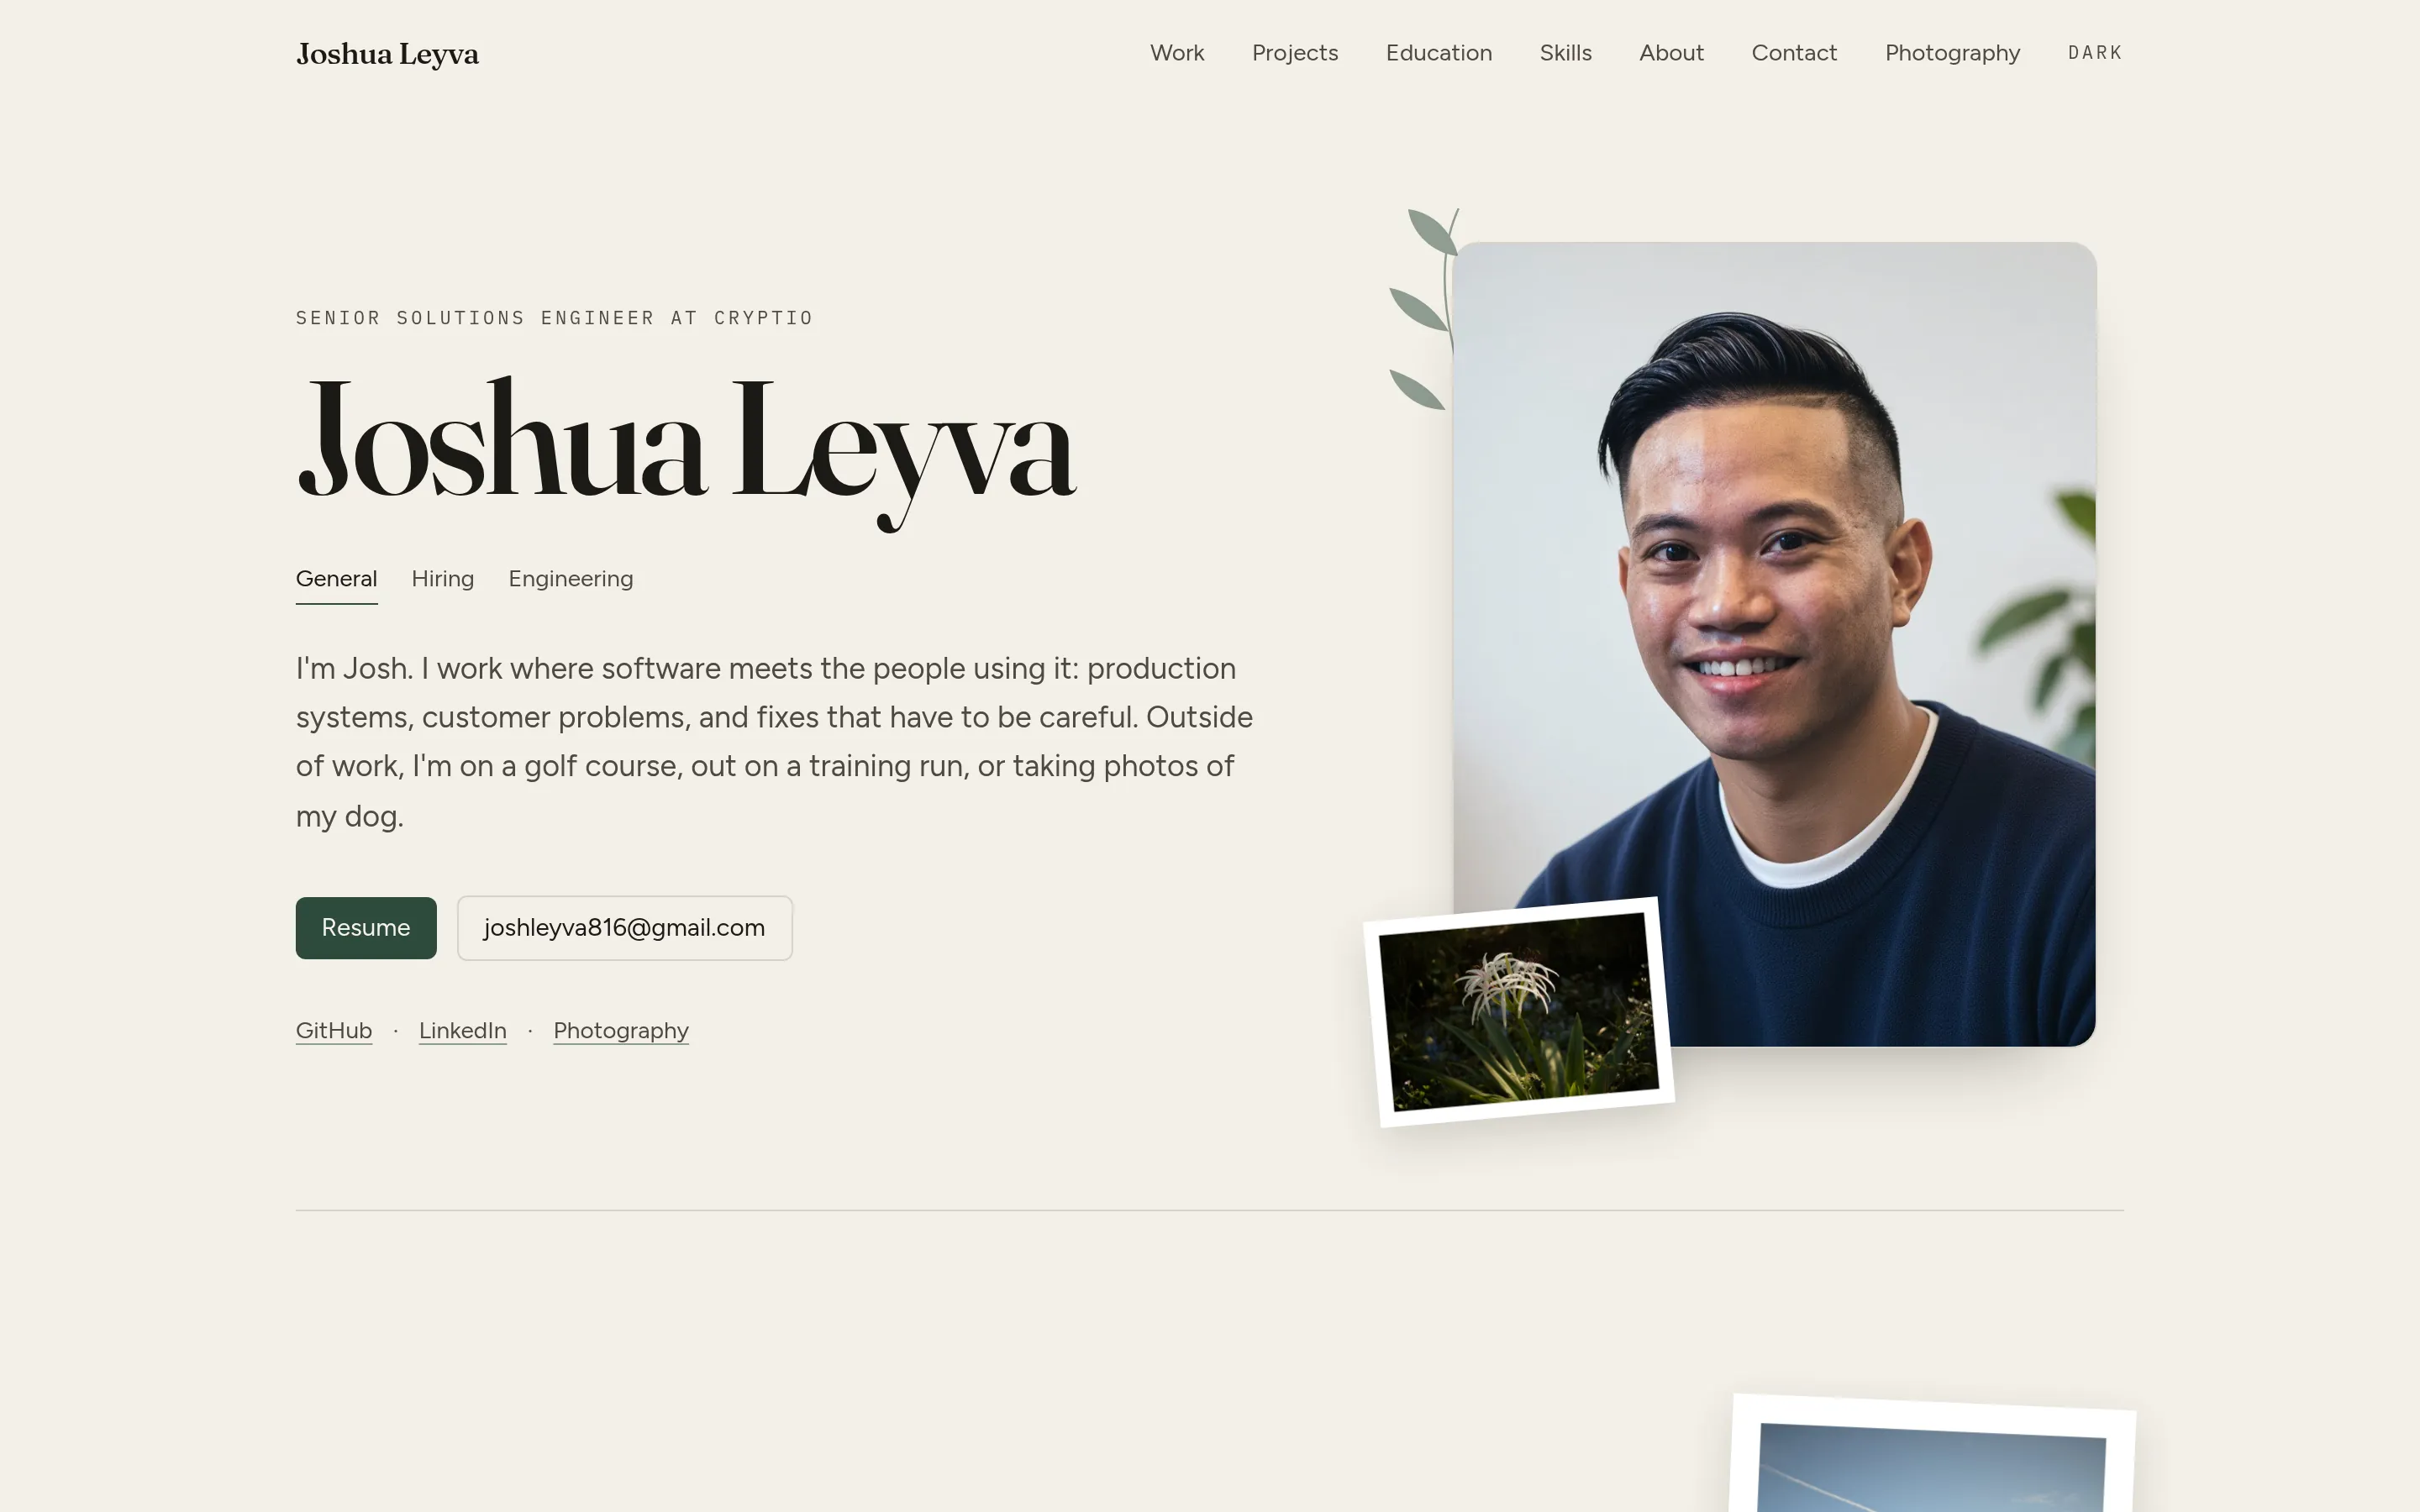 Joshua Leyva
Work Projects Education Skills About Contact Photography DARK
SENIOR SOLUTIONS ENGINEER AT CRYPTIO
Joshua Leyva
General Hiring Engineering
I'm Josh. I work where software meets the people using it: production
systems, customer problems, and fixes that have to be careful. Outside
of work, I'm on a golf course, out on a training run, or taking photos of
my dog.
Resume joshleyva816@gmail.com
GitHub · LinkedIn · Photography